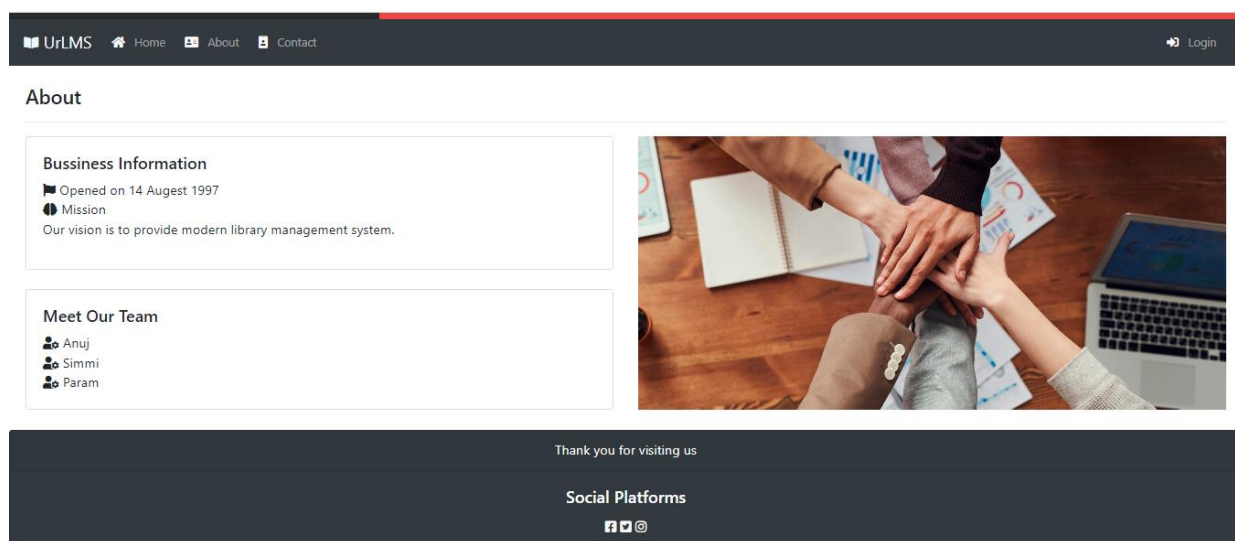 UrLMS Home About Contact Login
About
Bussiness Information
Opened on 14 Augest 1997
Mission
Our vision is to provide modern library management system.
Meet Our Team
Anuj
Simmi
Param
Thank you for visiting us
Social Platforms